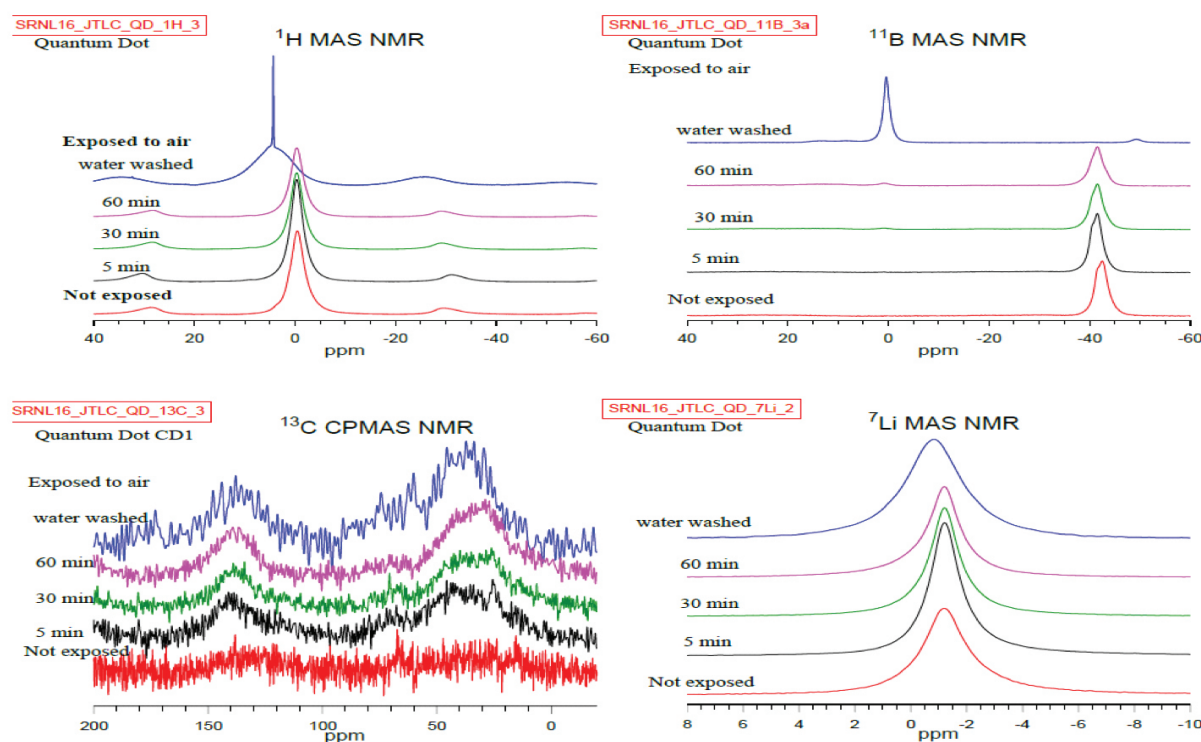 SRNL16_JTLC_QD_1H_3
Quantum Dot
¹H MAS NMR
Exposed to air
water washed
60 min
30 min
5 min
Not exposed
40 20 0 -20 -40 -60
ppm
SRNL16_JTLC_QD_11B_3a
Quantum Dot
¹¹B MAS NMR
Exposed to air
water washed
60 min
30 min
5 min
Not exposed
40 20 0 -20 -40 -60
ppm
SRNL16_JTLC_QD_13C_3
Quantum Dot CD1
¹³C CPMAS NMR
Exposed to air
water washed
60 min
30 min
5 min
Not exposed
200 150 100 50 0
ppm
SRNL16_JTLC_QD_7Li_2
Quantum Dot
⁷Li MAS NMR
water washed
60 min
30 min
5 min
Not exposed
8 6 4 2 0 -2 -4 -6 -8 -10
ppm